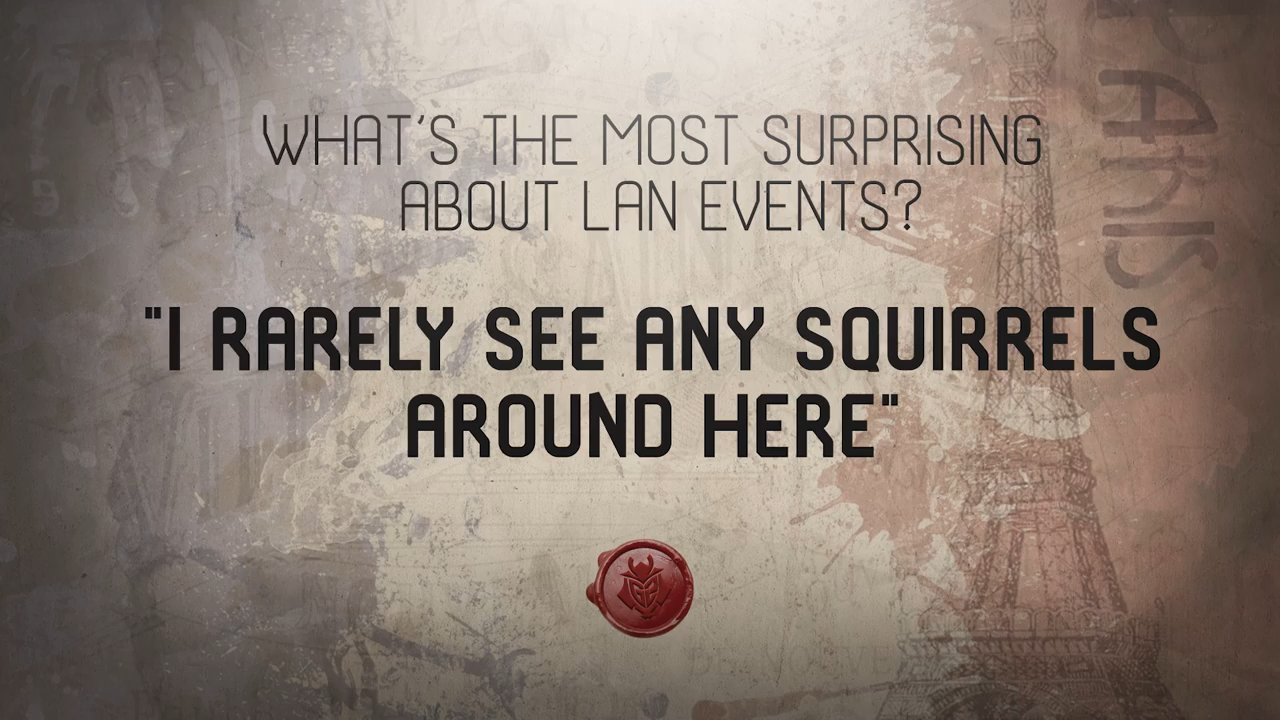 WHAT'S THE MOST SURPRISING
ABOUT LAN EVENTS?
"I RARELY SEE ANY SQUIRRELS
AROUND HERE"
PARIS